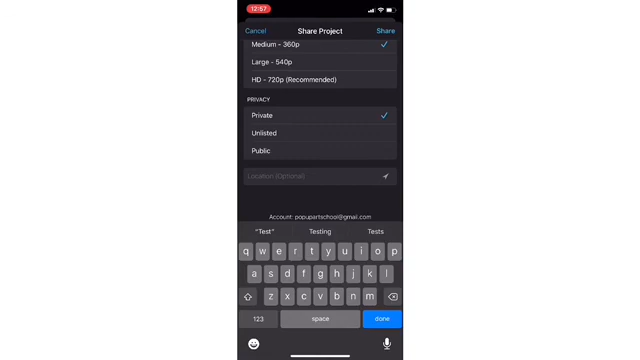 12:57
Cancel Share Project Share
Medium - 360p
Large - 540p
HD - 720p (Recommended)
PRIVACY
Private
Unlisted
Public
Location (Optional)
Account: popupartschool@gmail.com
"Test" Testing Tests
q w e r t y u i o p
a s d f g h j k l
z x c v b n m
123 space done